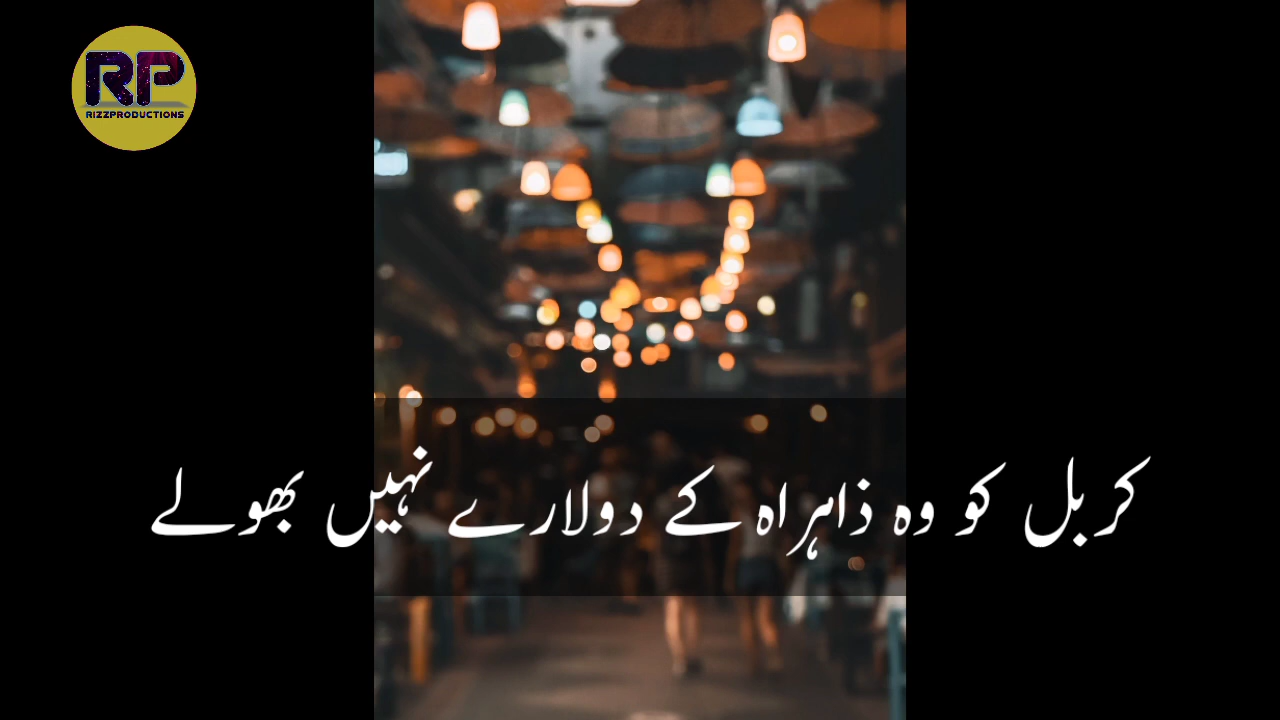 RP
RIZZPRODUCTIONS
کربل کو وہ ذاہراہ کے دولارے نہیں بھولے